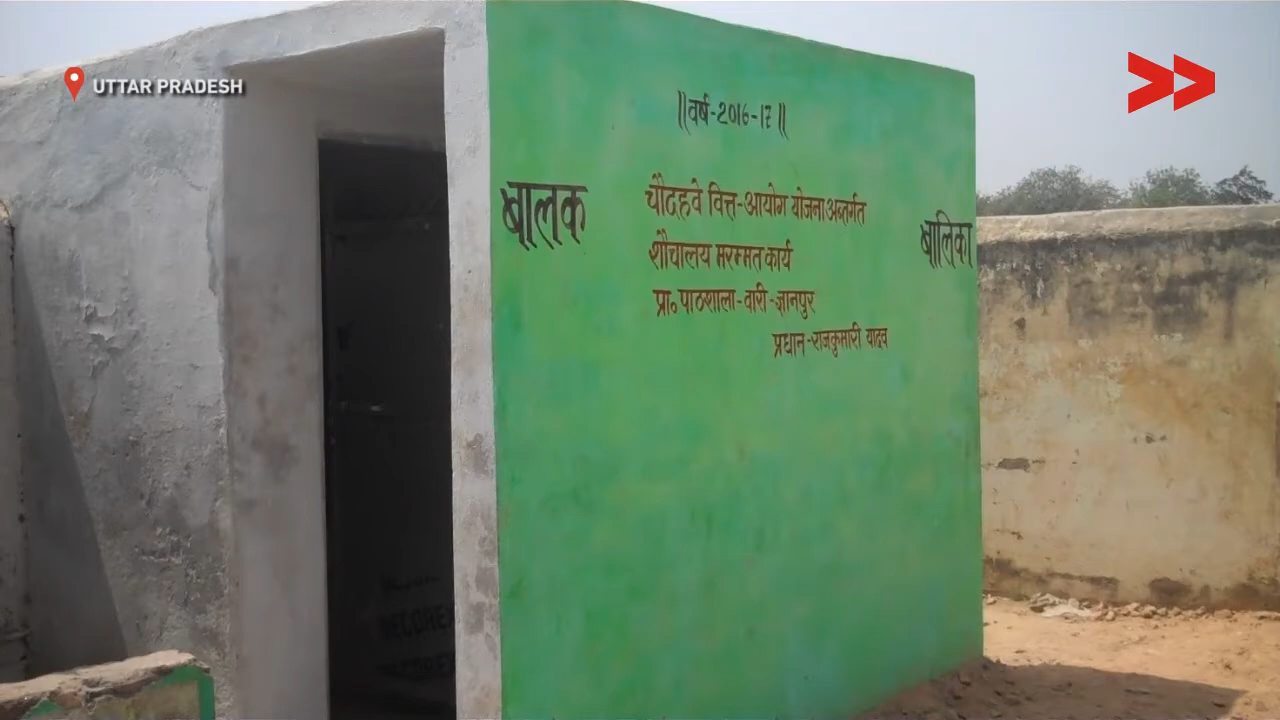 UTTAR PRADESH
||वर्ष-2016-17||
बालक
चौदहवे वित्त-आयोग योजना अन्तर्गत
बालिका
शौचालय मरम्मत कार्य
प्रा० पाठशाला-वारी-ज्ञानपुर
प्रधान-राजकुमारी यादव